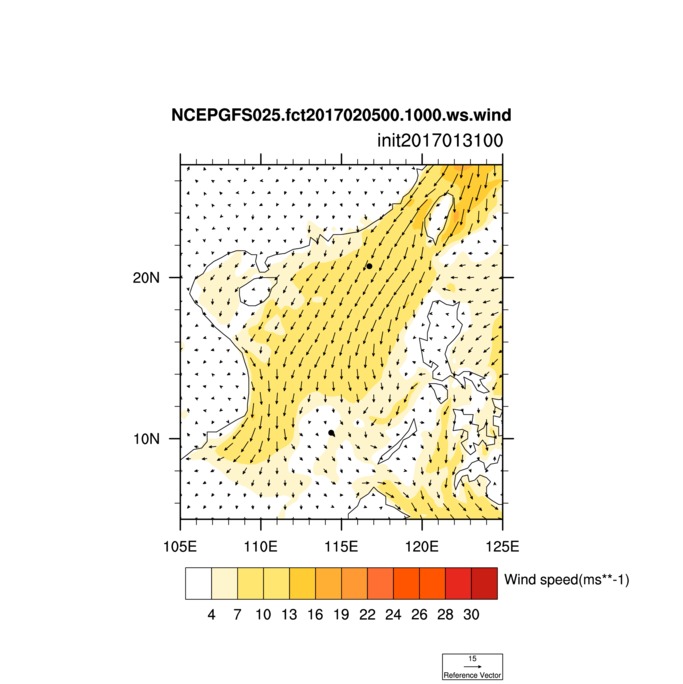 NCEPGFS025.fct2017020500.1000.ws.wind
init2017013100
20N
10N
105E 110E 115E 120E 125E
Wind speed(ms**-1)
4 7 10 13 16 19 22 24 26 28 30
15
Reference Vector